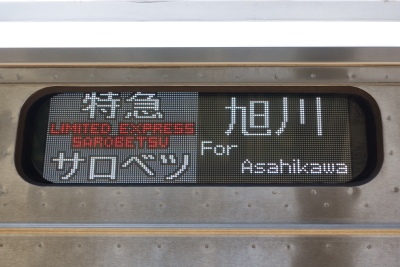 特急
LIMITED EXPRESS
SAROBETSU
サロベツ
旭川
For
Asahikawa